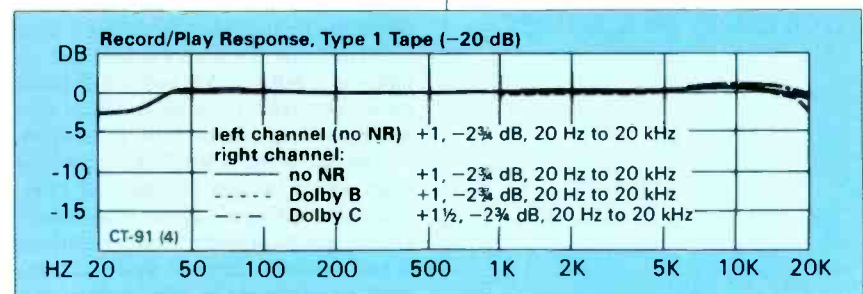 Record/Play Response, Type 1 Tape (−20 dB)
DB
0
-5
-10
-15
left channel (no NR) +1, −2¾ dB, 20 Hz to 20 kHz
right channel:
no NR +1, −2¾ dB, 20 Hz to 20 kHz
Dolby B +1, −2¾ dB, 20 Hz to 20 kHz
Dolby C +1½, −2¾ dB, 20 Hz to 20 kHz
CT-91 (4)
HZ 20 50 100 200 500 1K 2K 5K 10K 20K